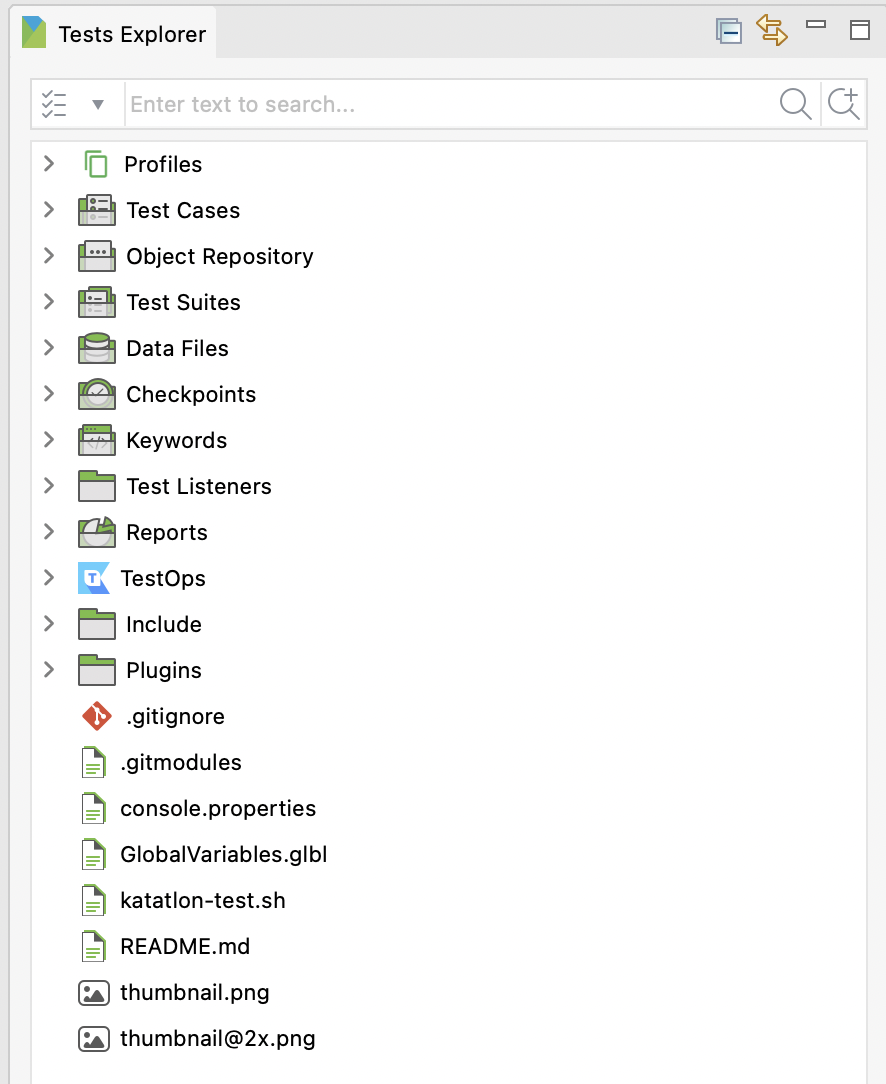 Tests Explorer
Enter text to search...
Profiles
Test Cases
Object Repository
Test Suites
Data Files
Checkpoints
Keywords
Test Listeners
Reports
TestOps
Include
Plugins
.gitignore
.gitmodules
console.properties
GlobalVariables.glbl
katatlon-test.sh
README.md
thumbnail.png
thumbnail@2x.png